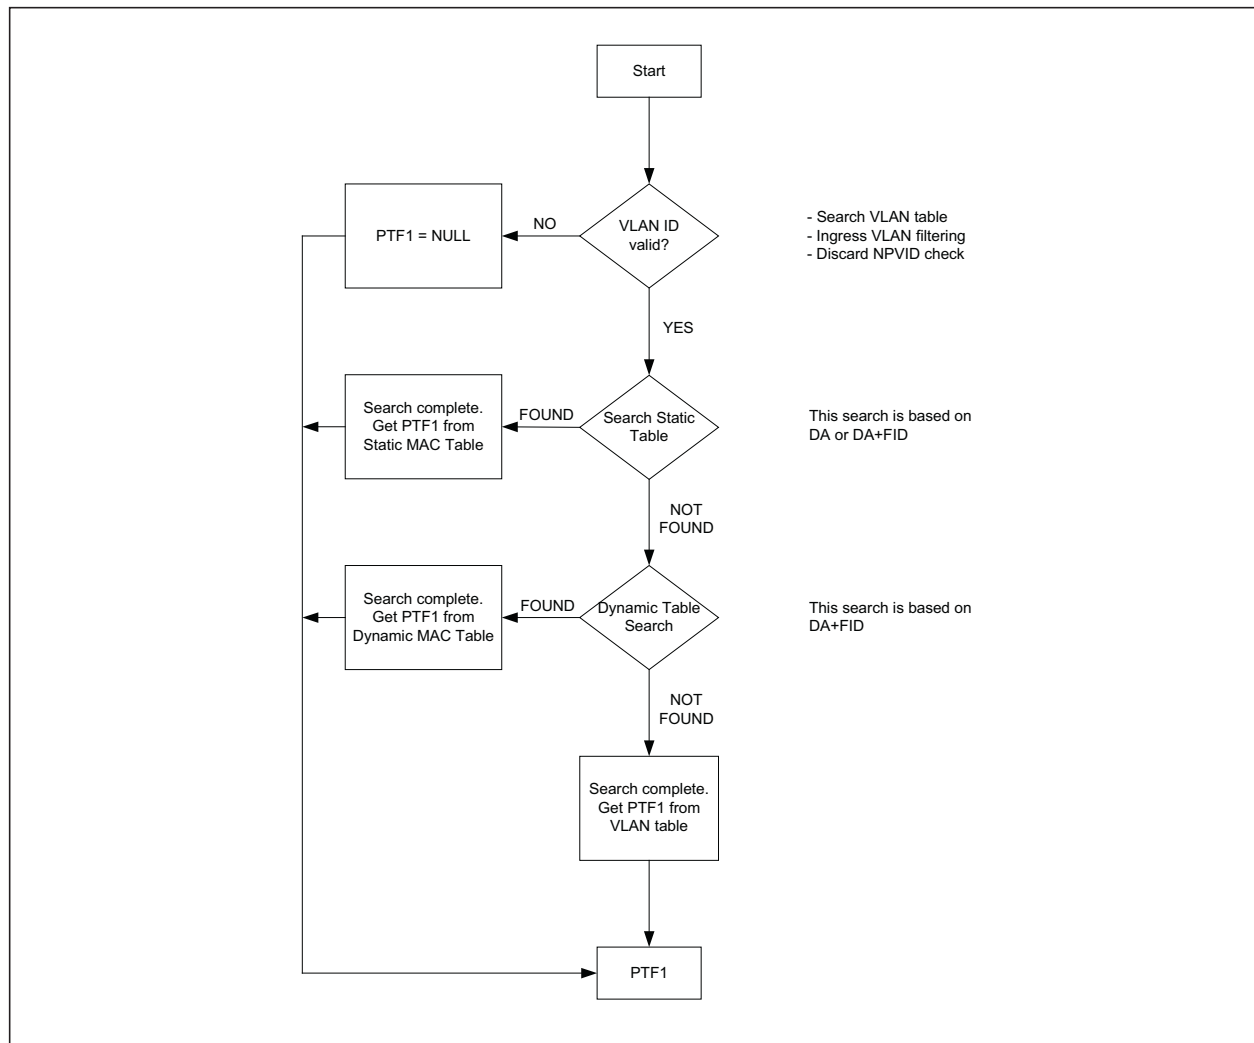 Start
PTF1 = NULL
NO
VLAN ID
valid?
- Search VLAN table
- Ingress VLAN filtering
- Discard NPVID check
YES
Search complete.
Get PTF1 from
Static MAC Table
FOUND
Search Static
Table
This search is based on
DA or DA+FID
NOT
FOUND
Search complete.
Get PTF1 from
Dynamic MAC Table
FOUND
Dynamic Table
Search
This search is based on
DA+FID
NOT
FOUND
Search complete.
Get PTF1 from
VLAN table
PTF1